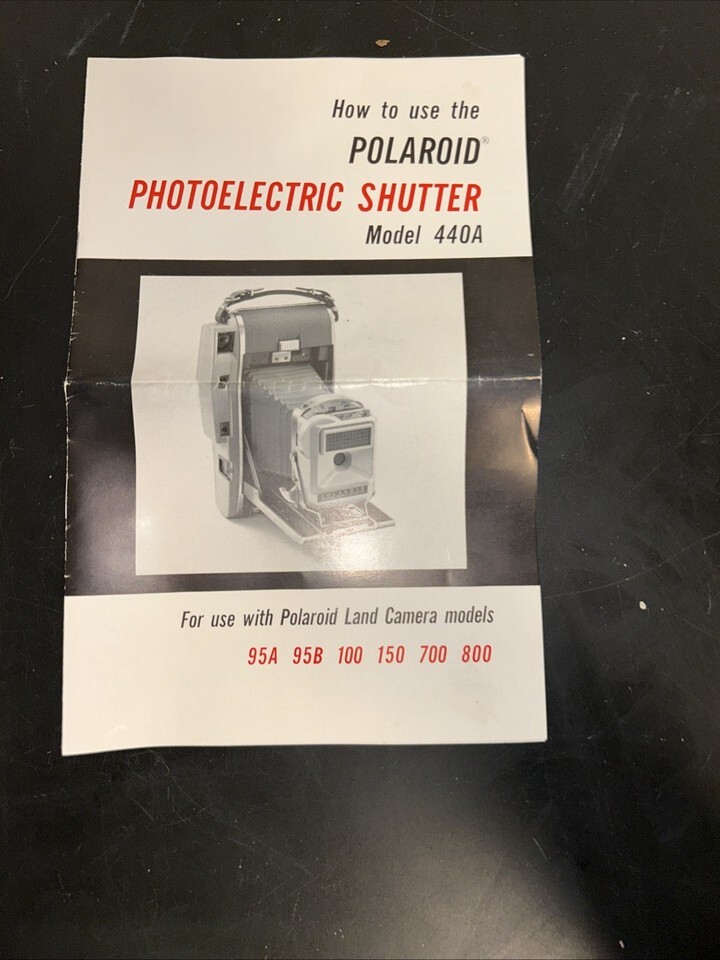 How to use the
POLAROID®
PHOTOELECTRIC SHUTTER
Model 440A
For use with Polaroid Land Camera models
95A 95B 100 150 700 800